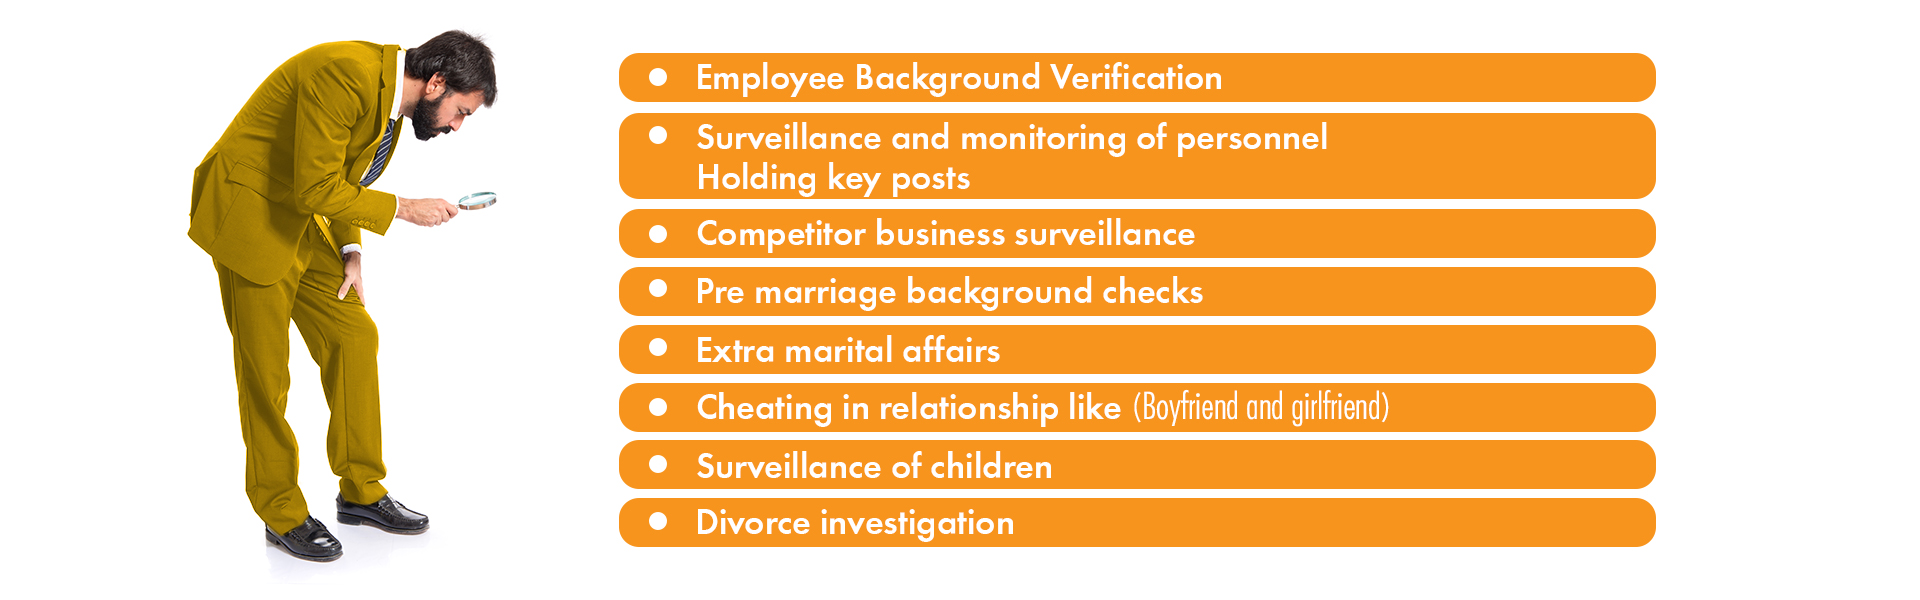 Employee Background Verification
Surveillance and monitoring of personnel
Holding key posts
Competitor business surveillance
Pre marriage background checks
Extra marital affairs
Cheating in relationship like (Boyfriend and girlfriend)
Surveillance of children
Divorce investigation